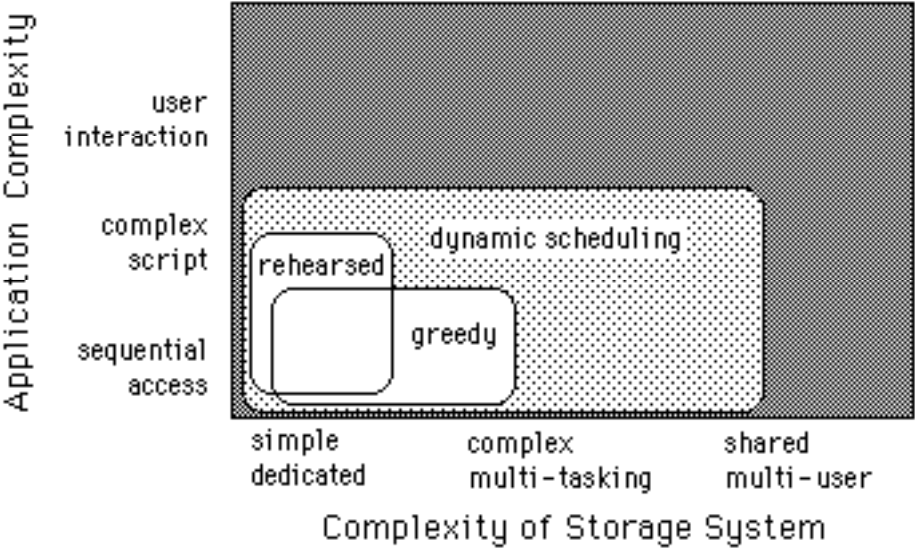 Application Complexity
user
interaction
complex
script
sequential
access
dynamic scheduling
rehearsed
greedy
simple
dedicated
complex
multi-tasking
shared
multi-user
Complexity of Storage System